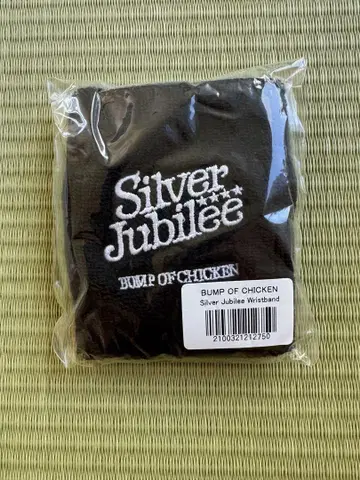 Silver
Jubilee
BUMP OF CHICKEN
BUMP OF CHICKEN
Silver Jubilee Wristband
2100321212750